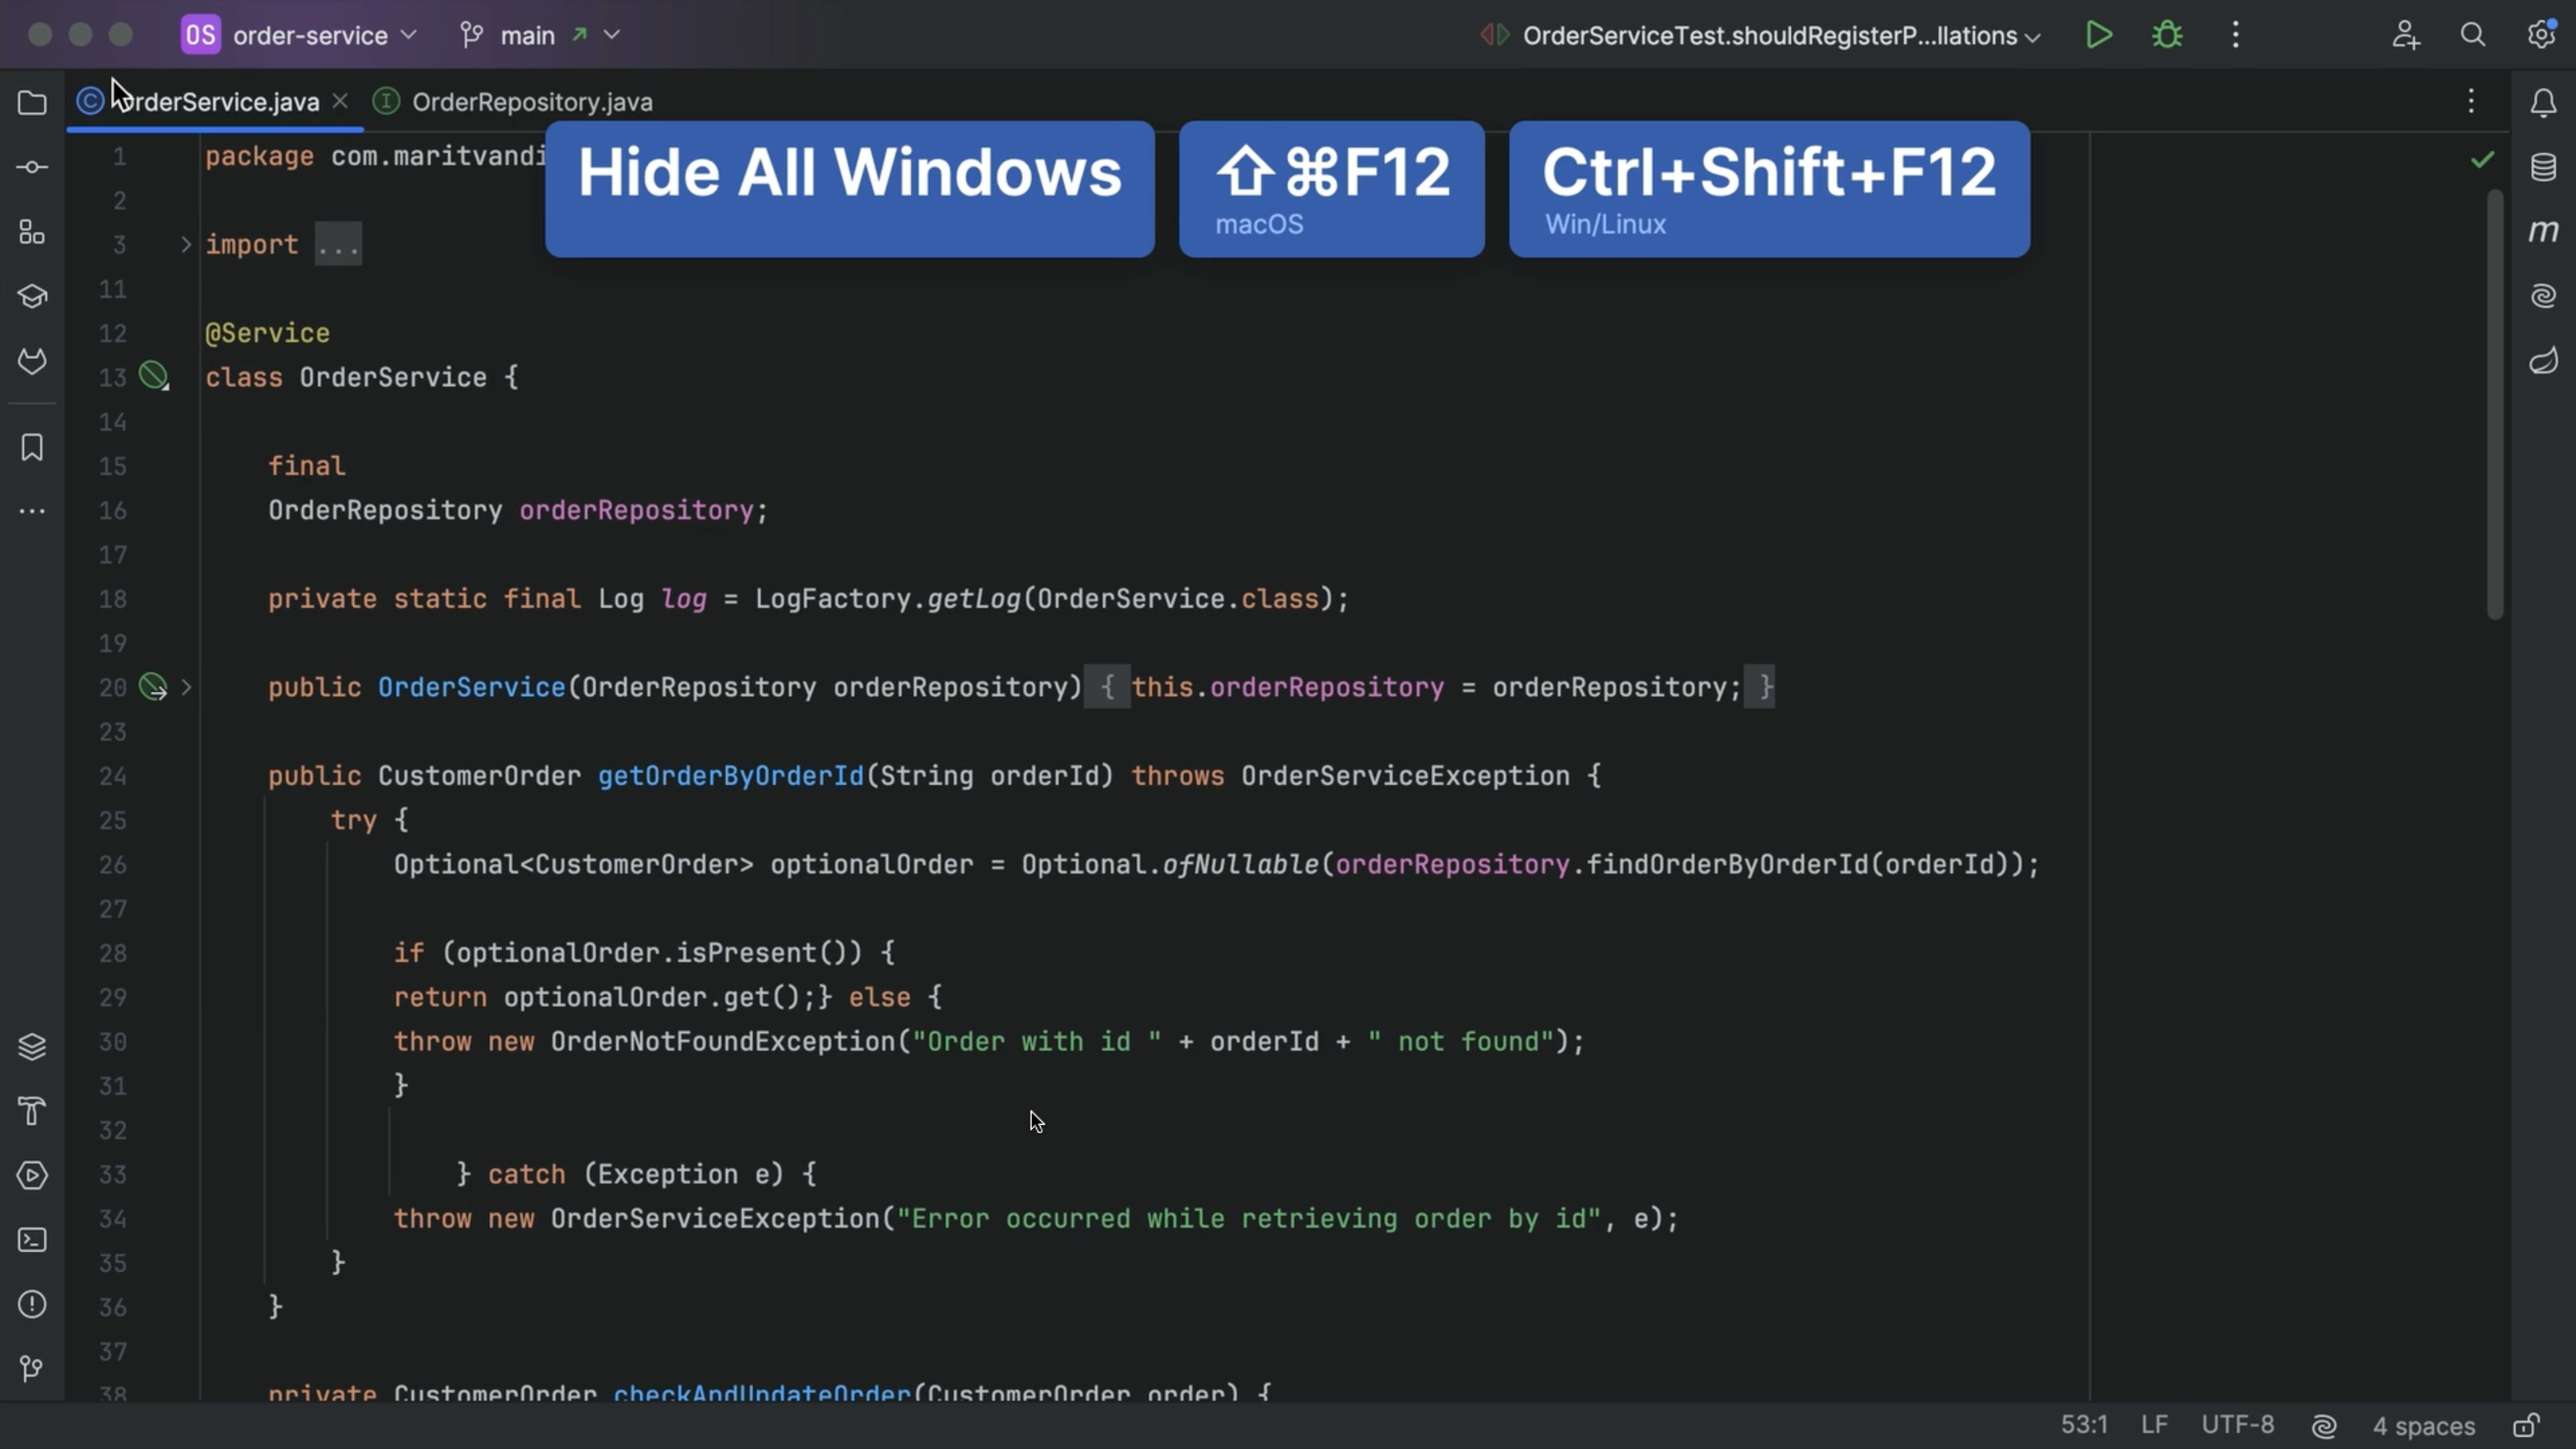 OS order-service main OrderServiceTest.shouldRegisterP...llations
OrderService.java OrderRepository.java
Hide All Windows ⇧⌘F12 Ctrl+Shift+F12
macOS Win/Linux
1 package
2
3 import ...
11
12 @Service
13 class OrderService {
14
15 final
16 OrderRepository orderRepository;
17
18 private static final Log log = LogFactory.getLog(OrderService.class);
19
20 public OrderService(OrderRepository orderRepository) { this.orderRepository = orderRepository; }
23
24 public CustomerOrder getOrderByOrderId(String orderId) throws OrderServiceException {
25 try {
26 Optional<CustomerOrder> optionalOrder = Optional.ofNullable(orderRepository.findOrderByOrderId(orderId));
27
28 if (optionalOrder.isPresent()) {
29 return optionalOrder.get();} else {
30 throw new OrderNotFoundException("Order with id " + orderId + " not found");
31 }
32
33 } catch (Exception e) {
34 throw new OrderServiceException("Error occurred while retrieving order by id", e);
35 }
36 }
37
38 private CustomerOrder checkAndUpdateOrder(CustomerOrder order) {
53:1 LF UTF-8 4 spaces